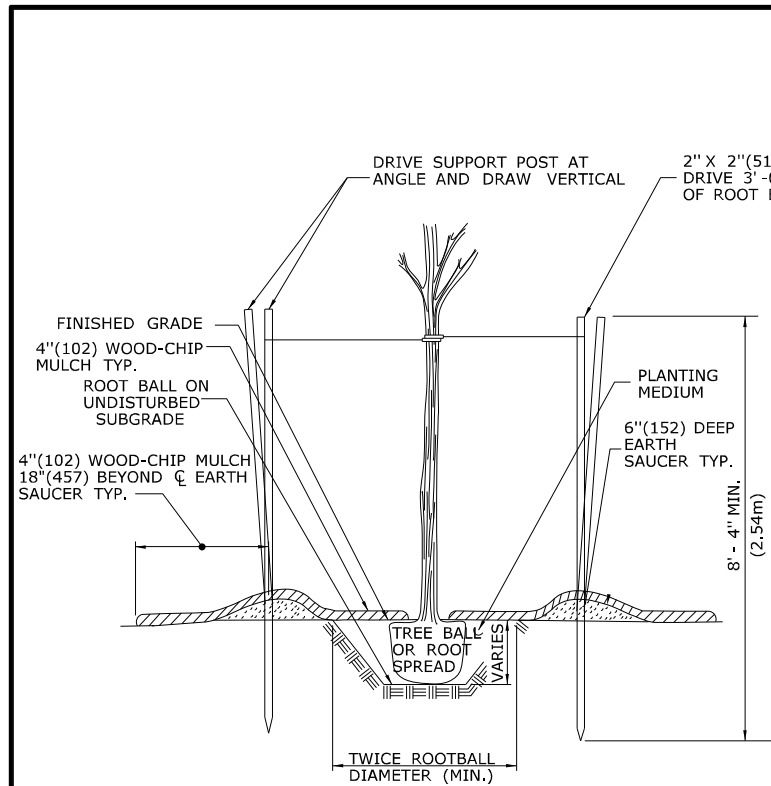 DRIVE SUPPORT POST AT
ANGLE AND DRAW VERTICAL
2" X 2"(51
DRIVE 3'-0
OF ROOT
FINISHED GRADE
4"(102) WOOD-CHIP
MULCH TYP.
ROOT BALL ON
UNDISTURBED
SUBGRADE
4"(102) WOOD-CHIP MULCH
18"(457) BEYOND ℄ EARTH
SAUCER TYP.
PLANTING
MEDIUM
6"(152) DEEP
EARTH
SAUCER TYP.
8' - 4" MIN.
(2.54m)
TREE BALL
OR ROOT
SPREAD
VARIES
TWICE ROOTBALL
DIAMETER (MIN.)